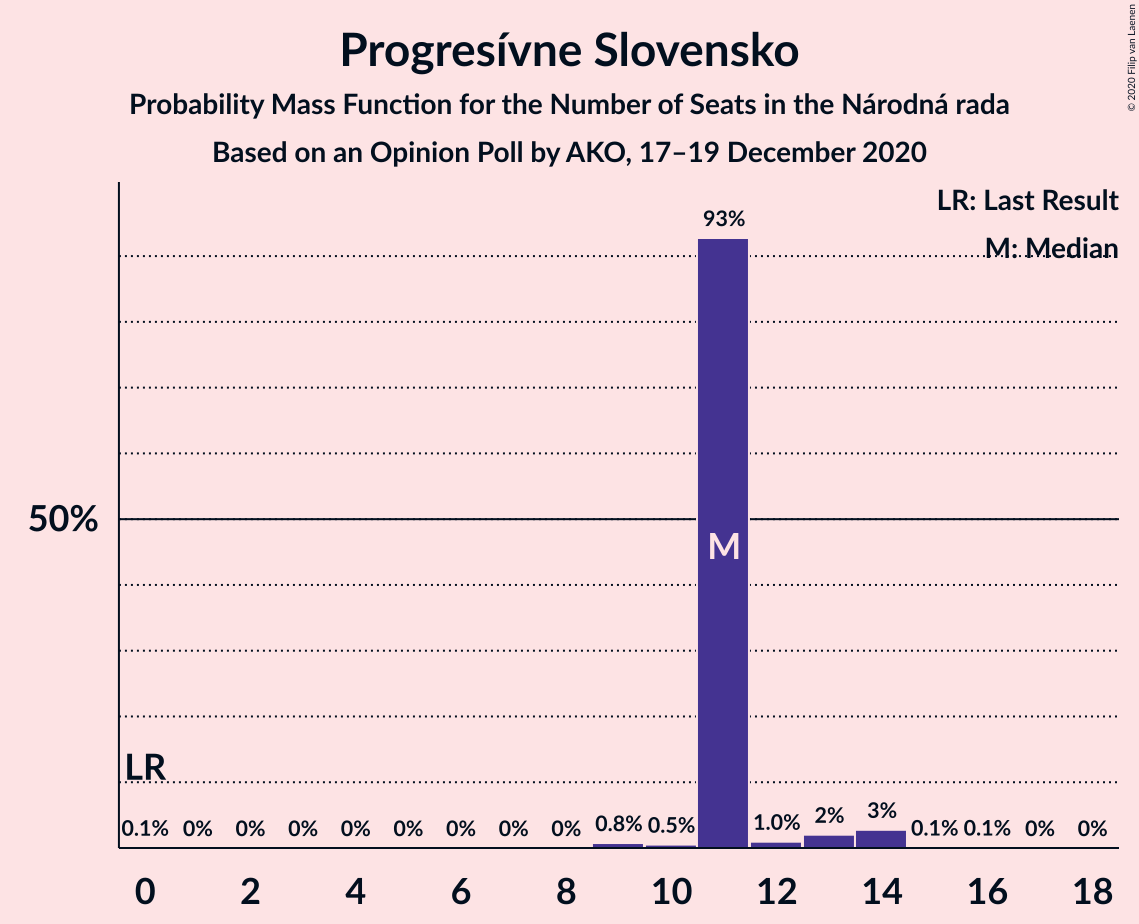 Progresívne Slovensko
Probability Mass Function for the Number of Seats in the Národná rada
Based on an Opinion Poll by AKO, 17–19 December 2020
© 2020 Filip van Laenen
LR: Last Result
M: Median
93%
50%
M
LR
0.1% 0% 0% 0% 0% 0% 0% 0% 0% 0.8% 0.5% 1.0% 2% 3% 0.1% 0.1% 0% 0%
0 2 4 6 8 10 12 14 16 18